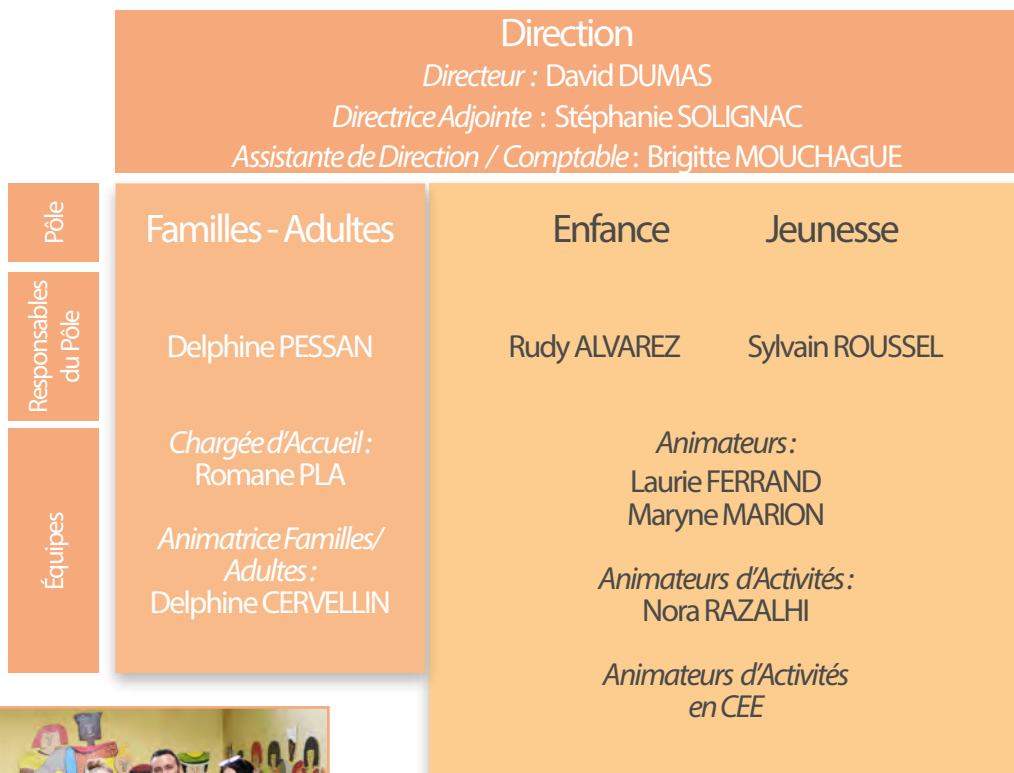 Direction
Directeur : David DUMAS
Directrice Adjointe : Stéphanie SOLIGNAC
Assistante de Direction / Comptable : Brigitte MOUCHAGUE
Pôle
Familles - Adultes
Enfance
Jeunesse
Responsables
du Pôle
Delphine PESSAN
Rudy ALVAREZ
Sylvain ROUSSEL
Équipes
Chargée d'Accueil :
Romane PLA
Animatrice Familles/
Adultes :
Delphine CERVELLIN
Animateurs :
Laurie FERRAND
Maryne MARION
Animateurs d'Activités :
Nora RAZALHI
Animateurs d'Activités
en CEE